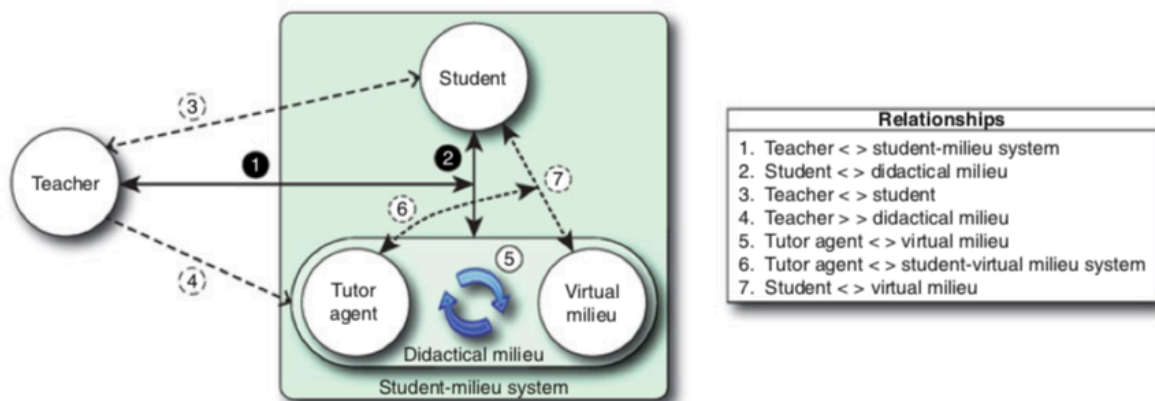 Student
3
1
2
Teacher
7
6
4
5
Tutor
agent
Virtual
milieu
Didactical milieu
Student-milieu system
Relationships
1. Teacher < > student-milieu system
2. Student < > didactical milieu
3. Teacher < > student
4. Teacher > > didactical milieu
5. Tutor agent < > virtual milieu
6. Tutor agent < > student-virtual milieu system
7. Student < > virtual milieu